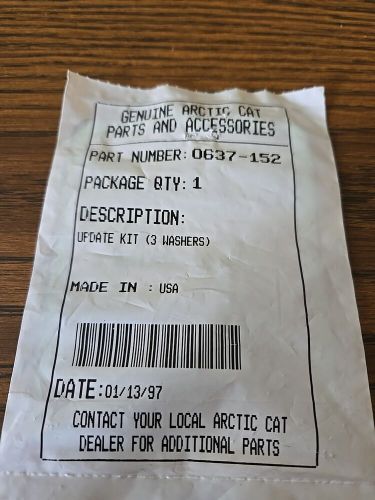 GENUINE ARCTIC CAT
PARTS AND ACCESSORIES
PART NUMBER: 0637-152
PACKAGE QTY: 1
DESCRIPTION:
UPDATE KIT (3 WASHERS)
MADE IN : USA
DATE: 01/13/97
CONTACT YOUR LOCAL ARCTIC CAT
DEALER FOR ADDITIONAL PARTS